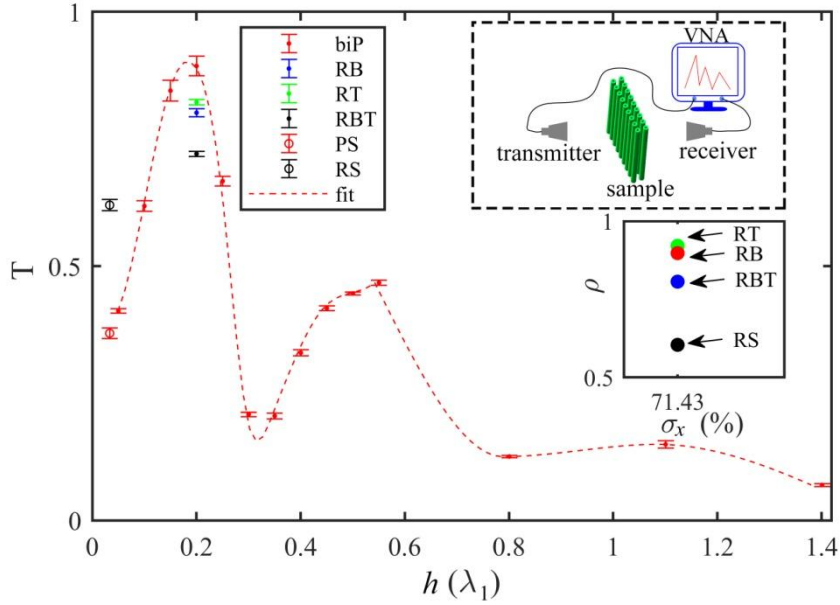 1
0.5
0
T
0
0.2
0.4
0.6
0.8
1
1.2
1.4
h (λ₁)
biP
RB
RT
RBT
PS
RS
fit
VNA
transmitter
receiver
sample
1
0.5
ρ
RT
RB
RBT
RS
71.43
σₓ (%)